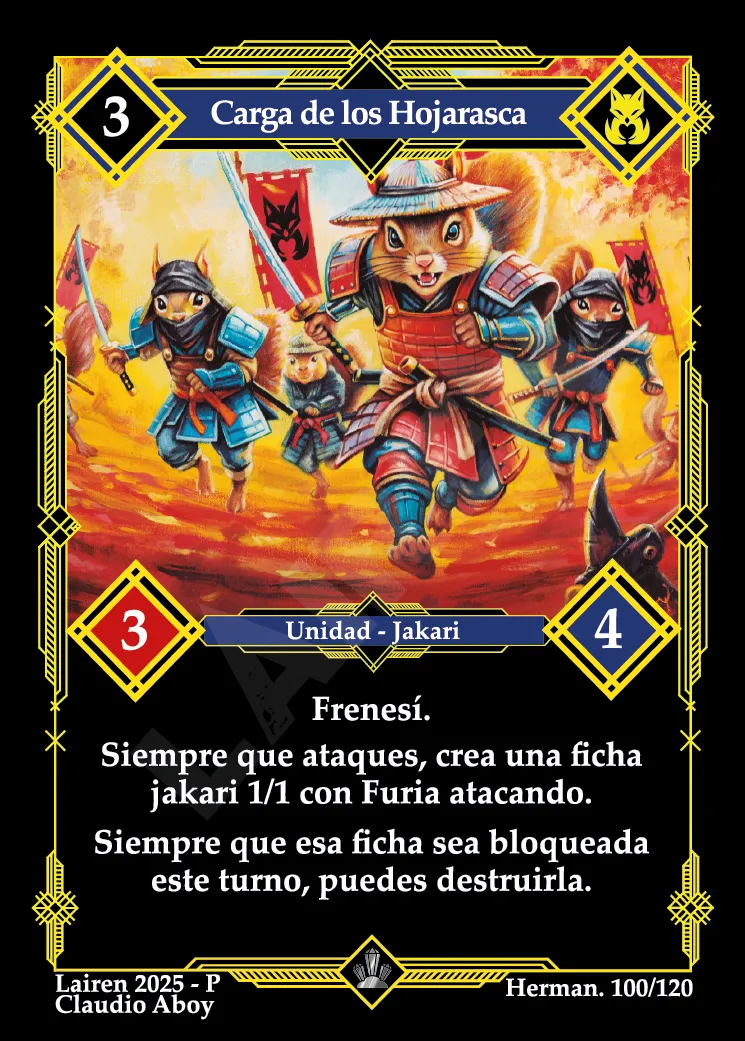 3
Carga de los Hojarasca
3
Unidad - Jakari
4
Frenesí.
Siempre que ataques, crea una ficha
jakari 1/1 con Furia atacando.
Siempre que esa ficha sea bloqueada
este turno, puedes destruirla.
Lairen 2025 - P
Claudio Aboy
Herman. 100/120